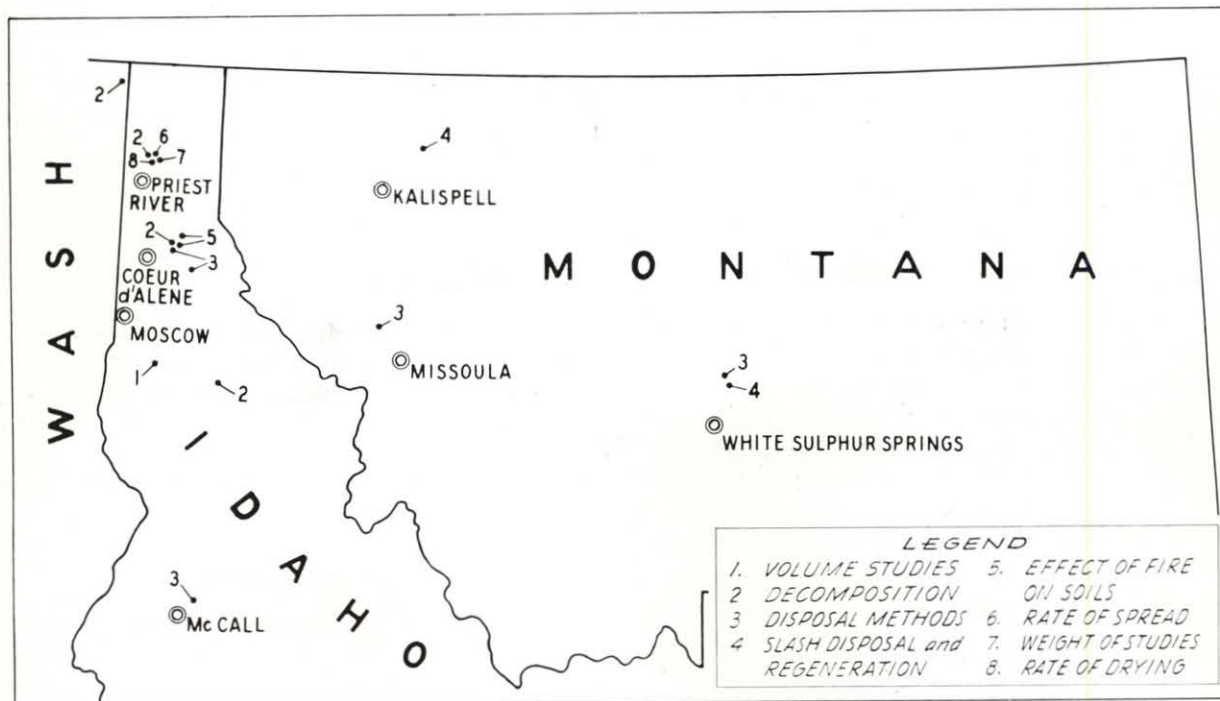 2
2 6
8 7
PRIEST
RIVER
4
KALISPELL
WASH
MONTANA
2 5
3
COEUR
d'ALENE
MOSCOW
3
MISSOULA
1
2
3
4
WHITE SULPHUR SPRINGS
IDAHO
3
Mc CALL
LEGEND
1. VOLUME STUDIES
2 DECOMPOSITION
3 DISPOSAL METHODS
4 SLASH DISPOSAL and
REGENERATION
5. EFFECT OF FIRE
ON SOILS
6. RATE OF SPREAD
7. WEIGHT OF STUDIES
8. RATE OF DRYING